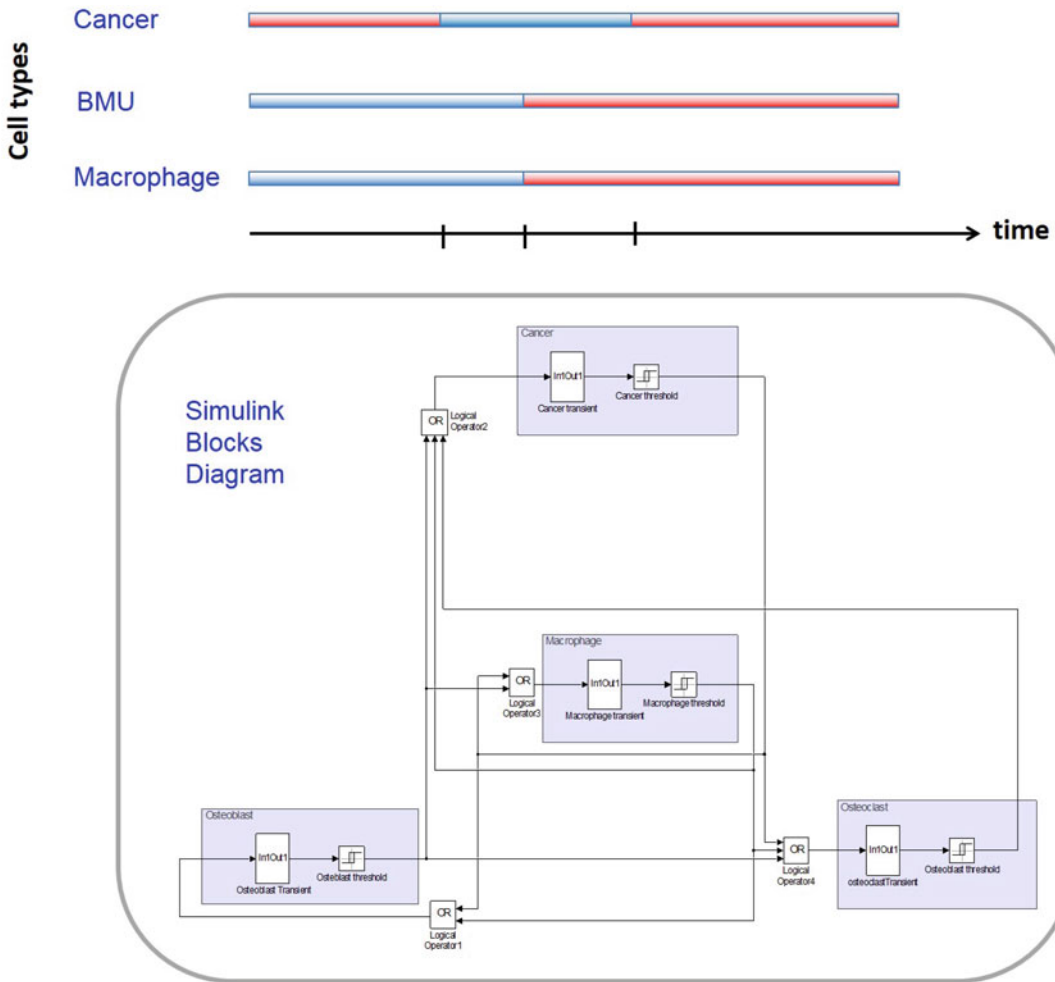 Cell types
Cancer
BMU
Macrophage
time
Simulink
Blocks
Diagram
Cancer
In1Out1
Cancer transient
Cancer threshold
OR
Logical
Operator2
Macrophage
In1Out1
Macrophage transient
Macrophage threshold
OR
Logical
Operator3
Osteoblast
In1Out1
Osteoblast Transient
Osteblast threshold
OR
Logical
Operator1
OR
Logical
Operator4
Osteoclast
In1Out1
osteoclastTransient
Osteoblast threshold